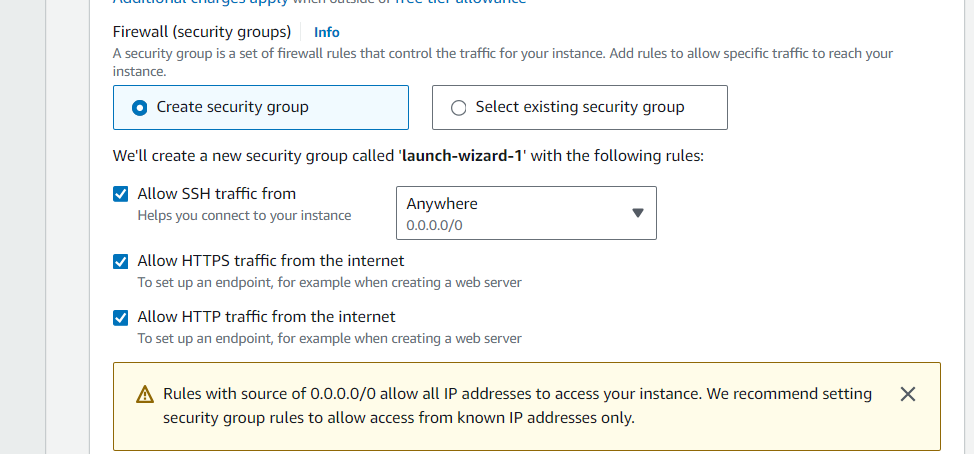 Additional charges apply when outside of free tier allowance
Firewall (security groups) Info
A security group is a set of firewall rules that control the traffic for your instance. Add rules to allow specific traffic to reach your
instance.
Create security group
Select existing security group
We'll create a new security group called 'launch-wizard-1' with the following rules:
Allow SSH traffic from
Helps you connect to your instance
Anywhere
0.0.0.0/0
Allow HTTPS traffic from the internet
To set up an endpoint, for example when creating a web server
Allow HTTP traffic from the internet
To set up an endpoint, for example when creating a web server
Rules with source of 0.0.0.0/0 allow all IP addresses to access your instance. We recommend setting
security group rules to allow access from known IP addresses only.